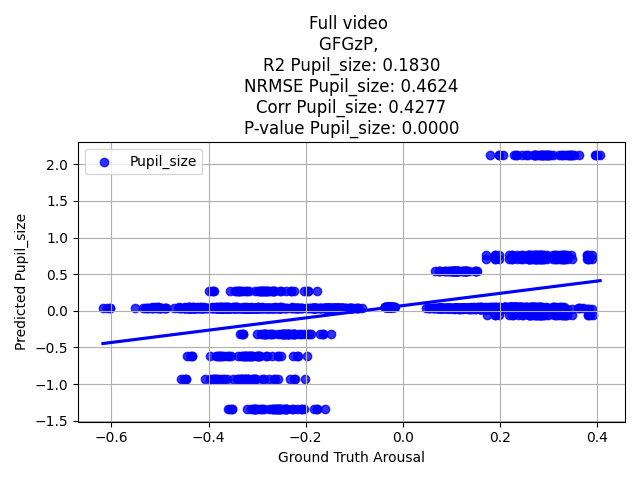 Full video
GFGzP,
R2 Pupil_size: 0.1830
NRMSE Pupil_size: 0.4624
Corr Pupil_size: 0.4277
P-value Pupil_size: 0.0000
Pupil_size
Predicted Pupil_size
2.0
1.5
1.0
0.5
0.0
−0.5
−1.0
−1.5
−0.6 −0.4 −0.2 0.0 0.2 0.4
Ground Truth Arousal